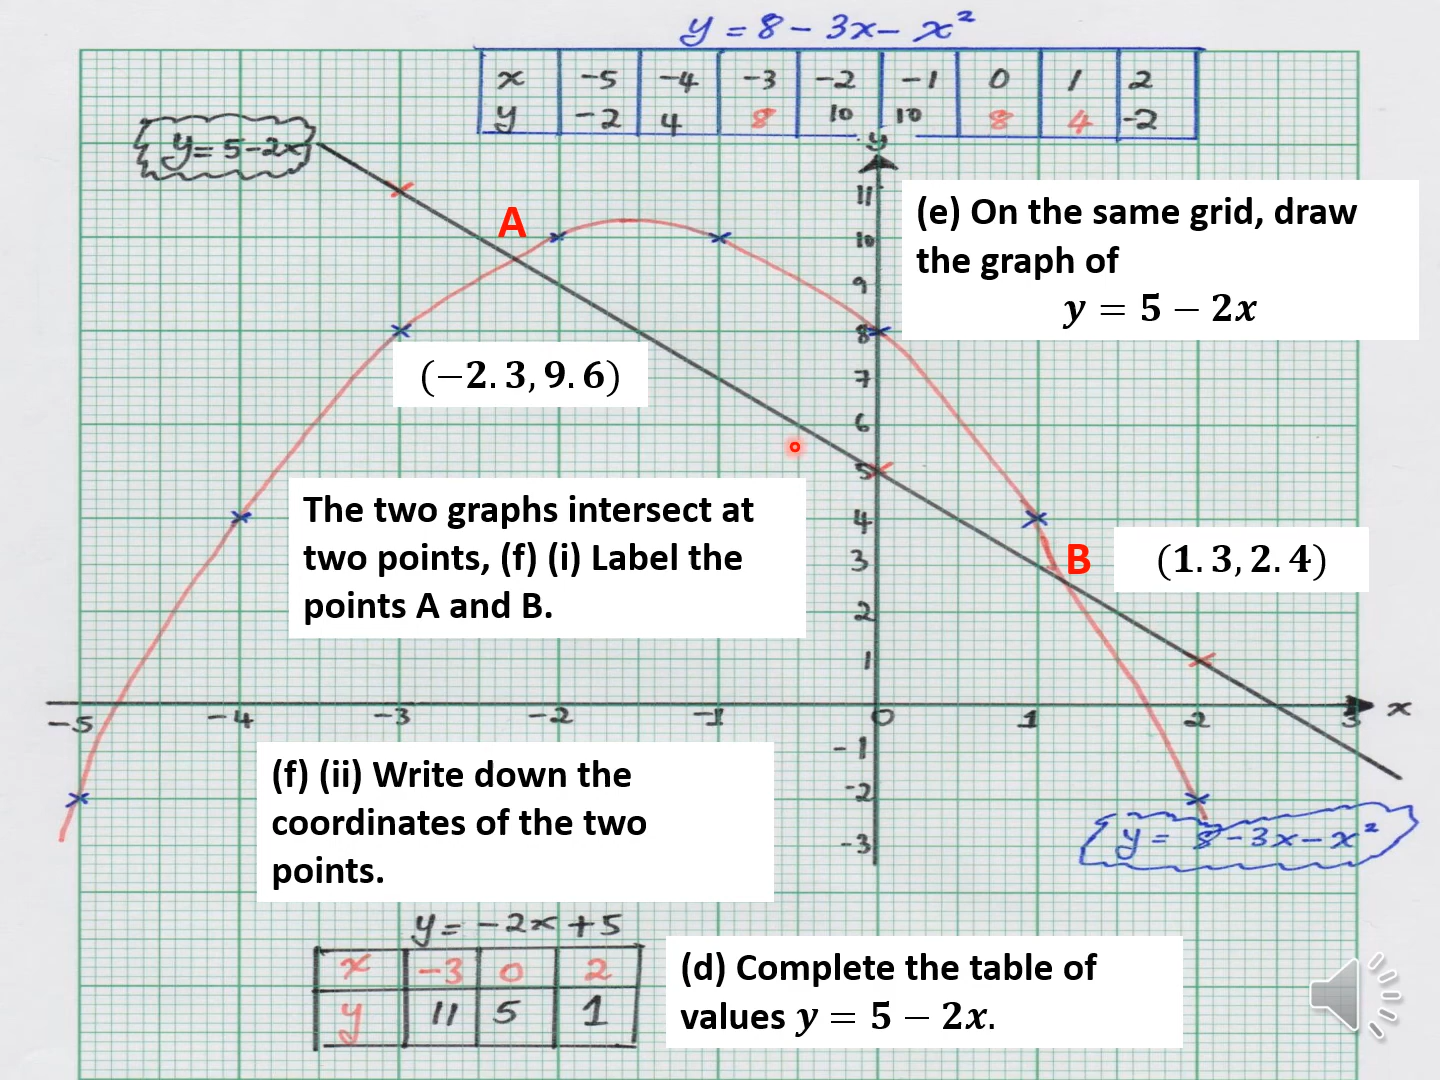 y = 8 - 3x - x²
x -5 -4 -3 -2 -1 0 1 2
y -2 4 8 10 10 8 4 -2
y = 5-2x
y
11
10
9
8
7
6
5
4
3
2
1
-5 -4 -3 -2 -1 0 1 2 3 x
-1
-2
-3
A
(e) On the same grid, draw
the graph of
𝒚 = 𝟓 − 𝟐𝒙
(−2.3, 9.6)
The two graphs intersect at
two points, (f) (i) Label the
points A and B.
B
(1.3, 2.4)
(f) (ii) Write down the
coordinates of the two
points.
y = 8-3x-x²
y = -2x +5
x -3 0 2
y 11 5 1
(d) Complete the table of
values y = 5 − 2x.